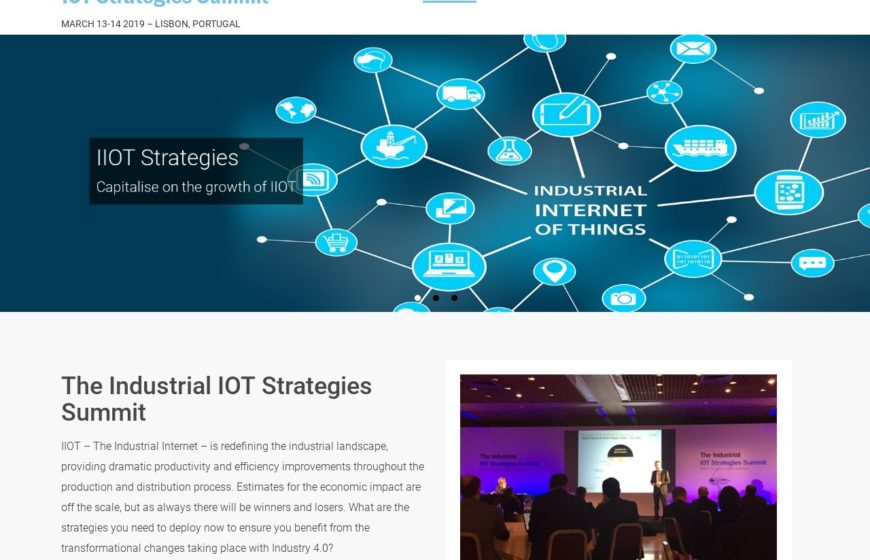 IOT Strategies Summit
MARCH 13-14 2019 – LISBON, PORTUGAL
IIOT Strategies
Capitalise on the growth of IIOT
INDUSTRIAL
INTERNET
OF THINGS
The Industrial IOT Strategies
Summit
IIOT – The Industrial Internet – is redefining the industrial landscape,
providing dramatic productivity and efficiency improvements throughout the
production and distribution process. Estimates for the economic impact are
off the scale, but as always there will be winners and losers. What are the
strategies you need to deploy now to ensure you benefit from the
transformational changes taking place with Industry 4.0?
The Industrial
IOT Strategies Summit
The Industrial
IOT Strategies Summit